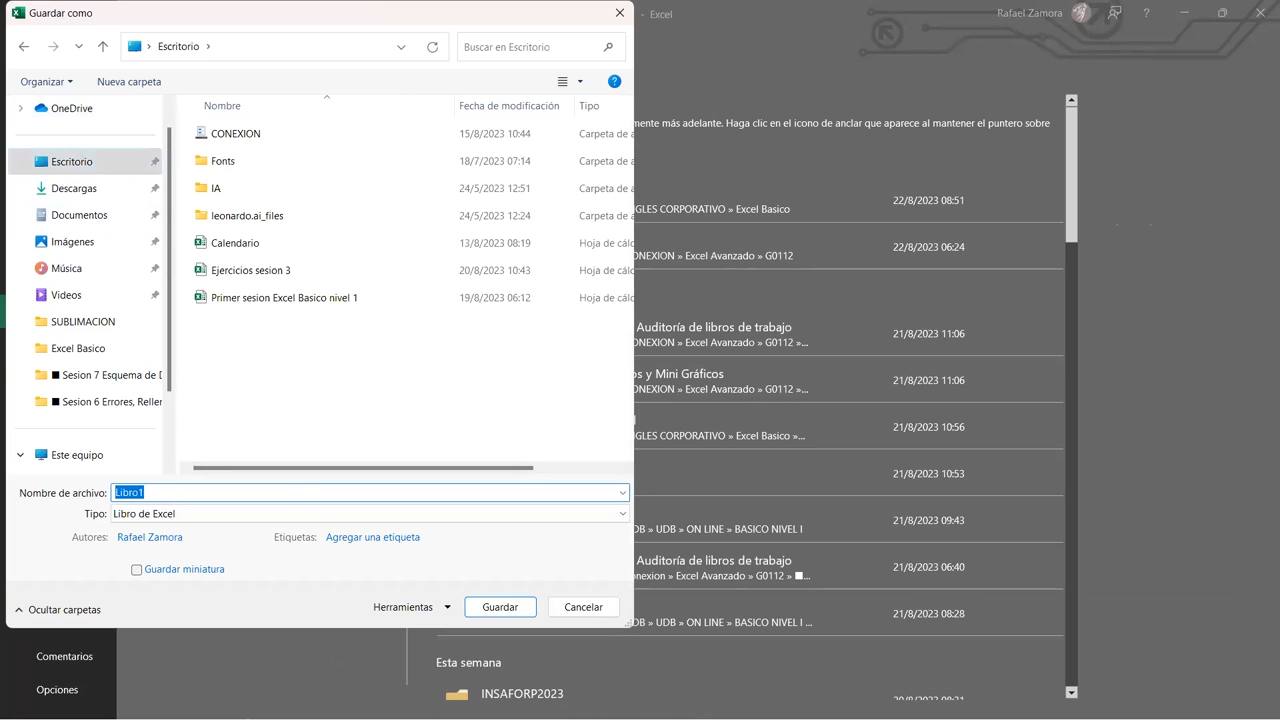 Guardar como
- Excel
Rafael Zamora
?
Escritorio
Buscar en Escritorio
Organizar
Nueva carpeta
?
OneDrive
Escritorio
Descargas
Documentos
Imágenes
Música
Videos
SUBLIMACION
Excel Basico
Sesion 7 Esquema de D
Sesion 6 Errores, Reller
Este equipo
Nombre Fecha de modificación Tipo
CONEXION 15/8/2023 10:44 Carpeta de a
Fonts 18/7/2023 07:14 Carpeta de a
IA 24/5/2023 12:51 Carpeta de a
leonardo.ai_files 24/5/2023 12:24 Carpeta de a
Calendario 13/8/2023 08:19 Hoja de cálc
Ejercicios sesion 3 20/8/2023 10:43 Hoja de cálc
Primer sesion Excel Basico nivel 1 19/8/2023 06:12 Hoja de cálc
Nombre de archivo: Libro1
Tipo: Libro de Excel
Autores: Rafael Zamora Etiquetas: Agregar una etiqueta
Guardar miniatura
Ocultar carpetas
Herramientas
Guardar
Cancelar
Comentarios
Opciones
mente más adelante. Haga clic en el icono de anclar que aparece al mantener el puntero sobre
22/8/2023 08:51
GLES CORPORATIVO » Excel Basico
22/8/2023 06:24
ONEXION » Excel Avanzado » G0112
Auditoría de libros de trabajo
21/8/2023 11:06
CONEXION » Excel Avanzado » G0112 »...
os y Mini Gráficos
21/8/2023 11:06
CONEXION » Excel Avanzado » G0112 »...
21/8/2023 10:56
GLES CORPORATIVO » Excel Basico »...
21/8/2023 10:53
21/8/2023 09:43
DB » UDB » ON LINE » BASICO NIVEL I
Auditoría de libros de trabajo
21/8/2023 06:40
onexion » Excel Avanzado » G0112 » ...
21/8/2023 08:28
DB » UDB » ON LINE » BASICO NIVEL I ...
Esta semana
INSAFORP2023